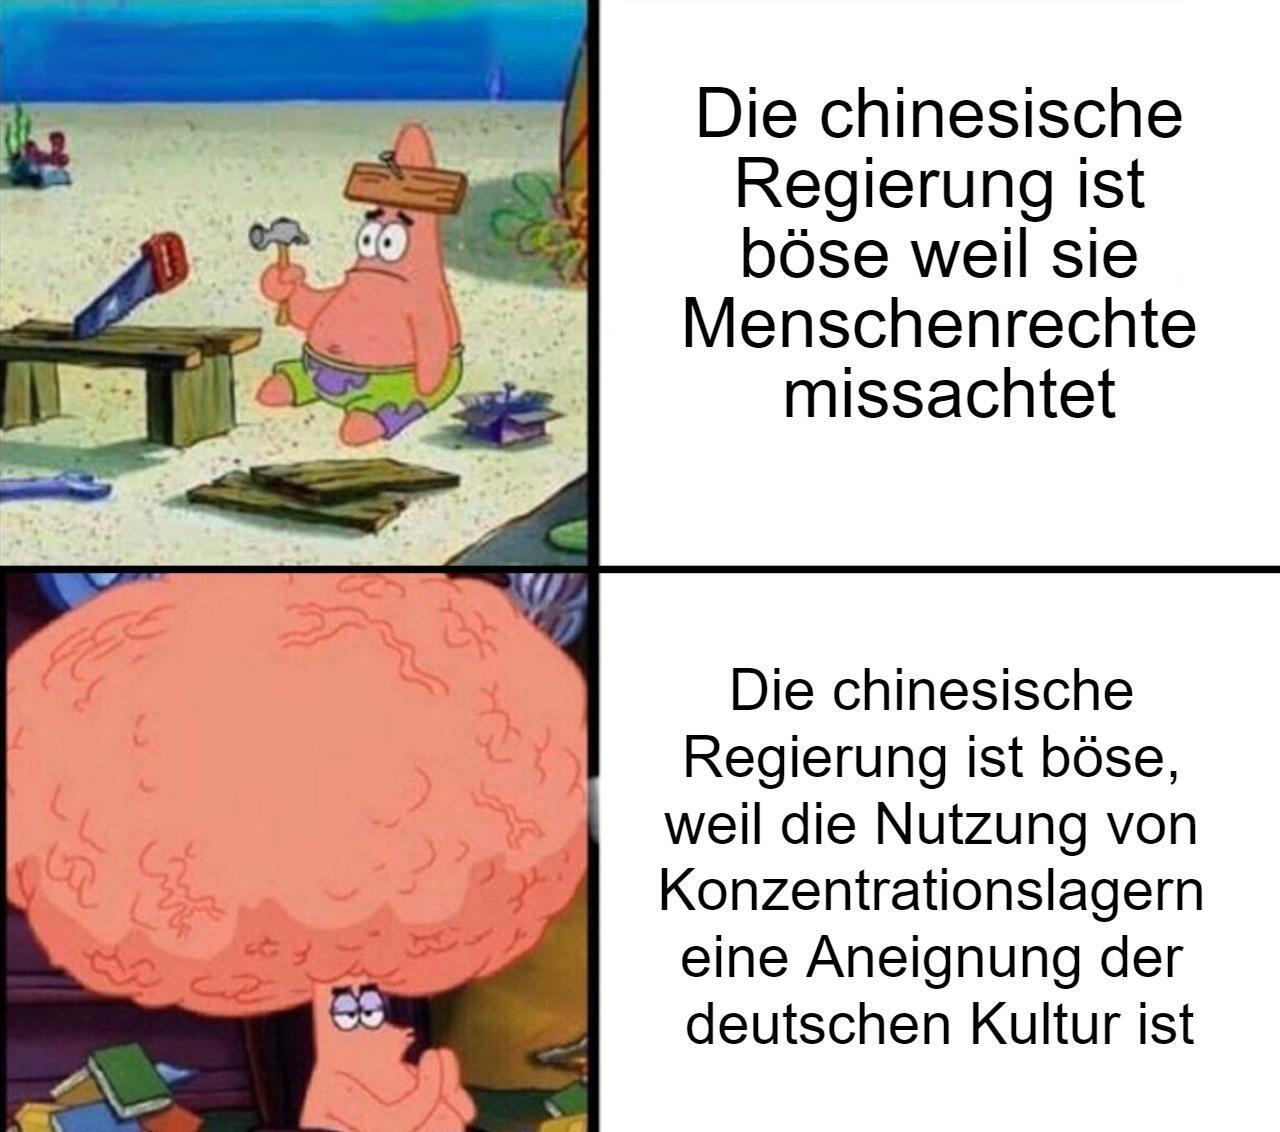 Die chinesische
Regierung ist
böse weil sie
Menschenrechte
missachtet
Die chinesische
Regierung ist böse,
weil die Nutzung von
Konzentrationslagern
eine Aneignung der
deutschen Kultur ist